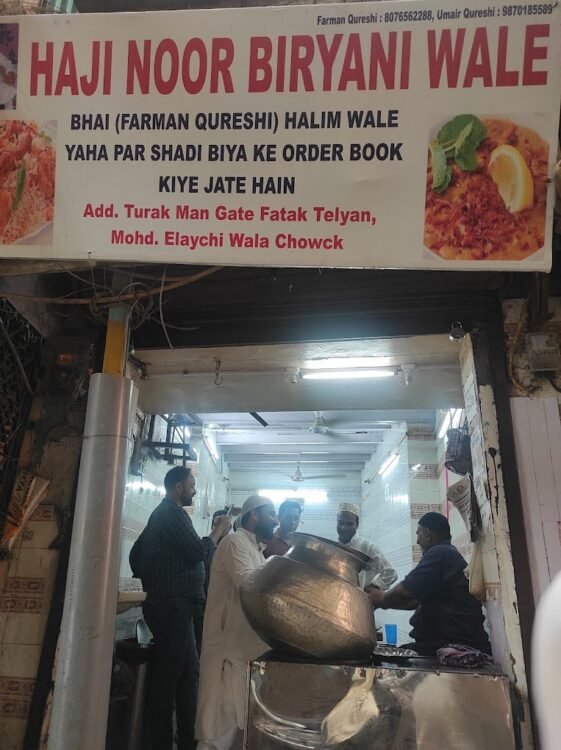 Farman Qureshi : 8076562288, Umair Qureshi : 9870185589
HAJI NOOR BIRYANI WALE
BHAI (FARMAN QURESHI) HALIM WALE
YAHA PAR SHADI BIYA KE ORDER BOOK
KIYE JATE HAIN
Add. Turak Man Gate Fatak Telyan,
Mohd. Elaychi Wala Chowck